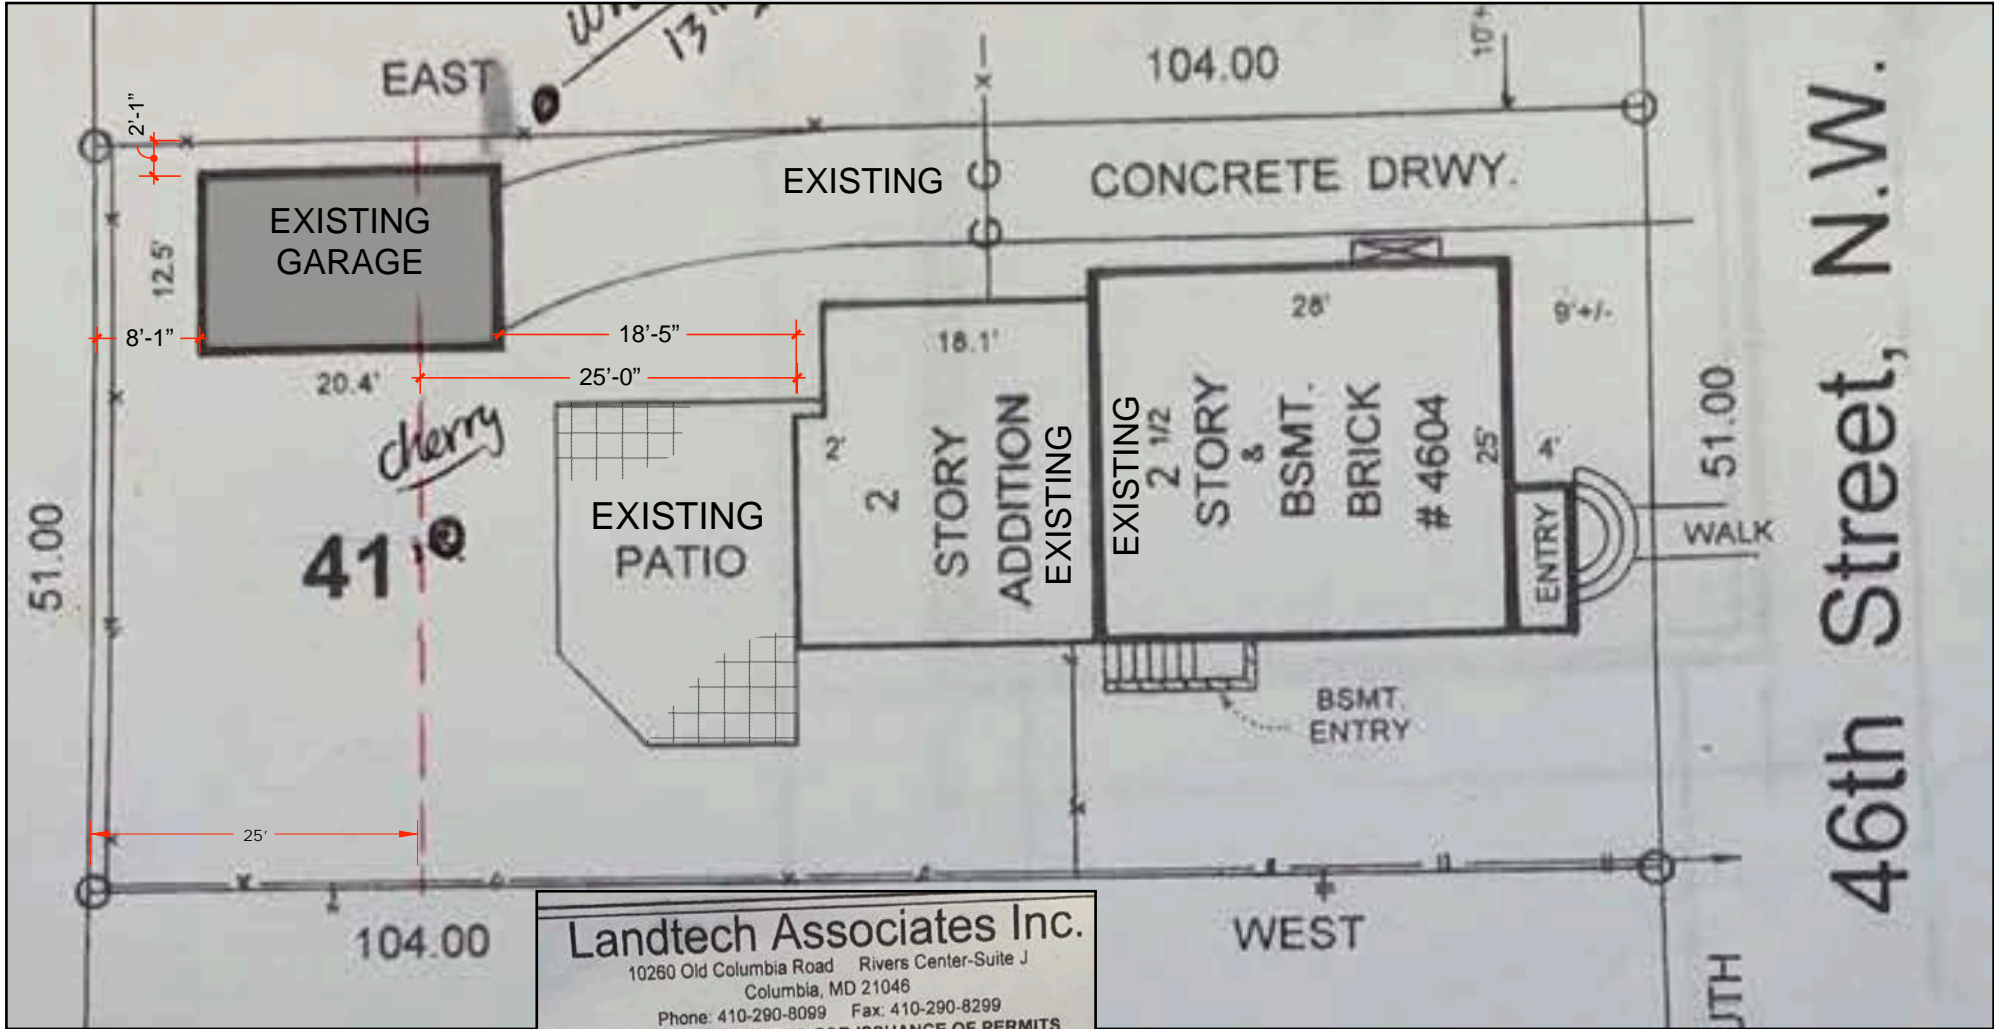 EAST
13"
104.00
10'+
2'-1"
EXISTING
CONCRETE DRWY.
EXISTING
GARAGE
12.5'
8'-1"
18'-5"
25'-0"
20.4'
18.1'
28'
9'+/-
cherry
41
EXISTING
PATIO
2'
2
STORY
ADDITION
EXISTING
EXISTING
2 1/2
STORY
&
BSMT.
BRICK
# 4604
25'
4'
ENTRY
WALK
51.00
51.00
46th Street, N.W.
BSMT.
ENTRY
25'
104.00
WEST
UTH
Landtech Associates Inc.
10260 Old Columbia Road Rivers Center-Suite J
Columbia, MD 21046
Phone: 410-290-8099 Fax: 410-290-8299
ISSUANCE OF PERMITS